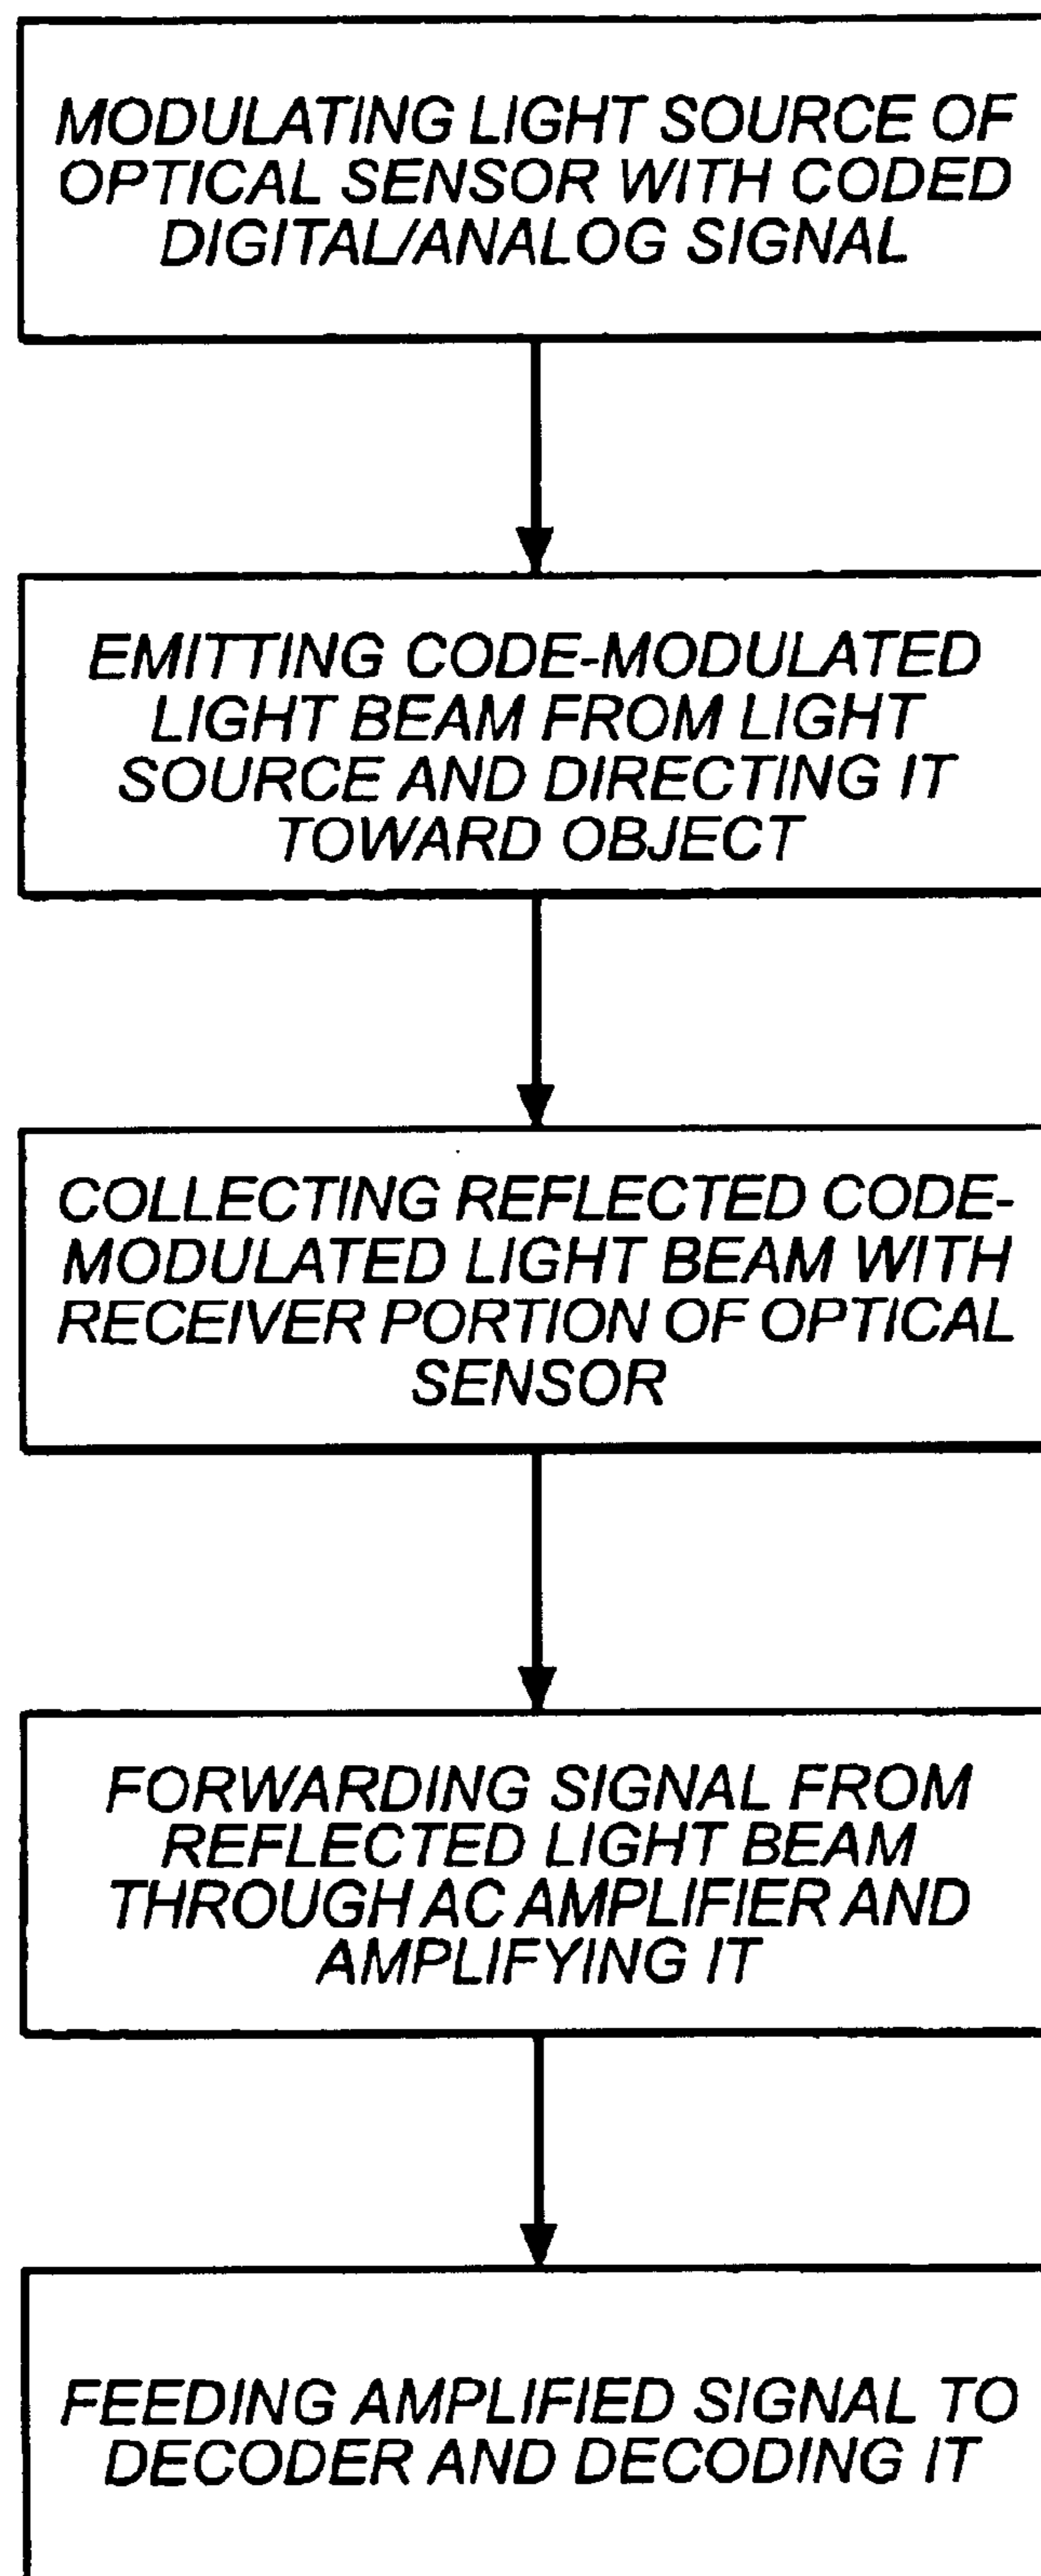 MODULATING LIGHT SOURCE OF
OPTICAL SENSOR WITH CODED
DIGITAL/ANALOG SIGNAL
EMITTING CODE-MODULATED
LIGHT BEAM FROM LIGHT
SOURCE AND DIRECTING IT
TOWARD OBJECT
COLLECTING REFLECTED CODE-
MODULATED LIGHT BEAM WITH
RECEIVER PORTION OF OPTICAL
SENSOR
FORWARDING SIGNAL FROM
REFLECTED LIGHT BEAM
THROUGH AC AMPLIFIER AND
AMPLIFYING IT
FEEDING AMPLIFIED SIGNAL TO
DECODER AND DECODING IT